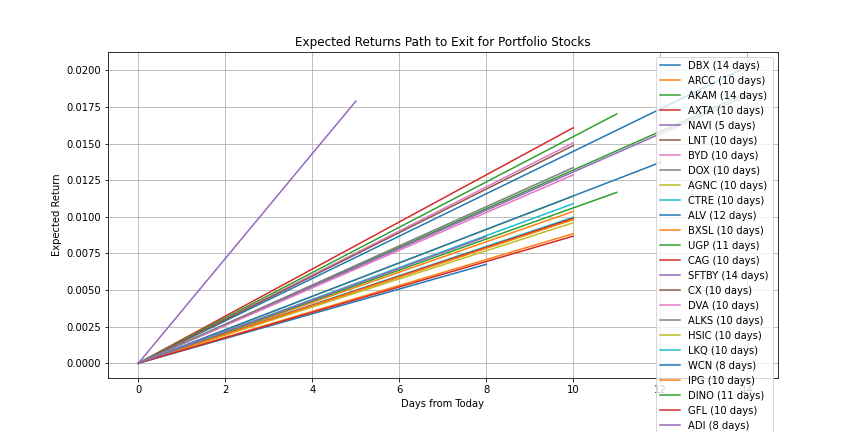 Expected Returns Path to Exit for Portfolio Stocks
Expected Return
0.0200
0.0175
0.0150
0.0125
0.0100
0.0075
0.0050
0.0025
0.0000
0 2 4 6 8 10 12 14
Days from Today
DBX (14 days)
ARCC (10 days)
AKAM (14 days)
AXTA (10 days)
NAVI (5 days)
LNT (10 days)
BYD (10 days)
DOX (10 days)
AGNC (10 days)
CTRE (10 days)
ALV (12 days)
BXSL (10 days)
UGP (11 days)
CAG (10 days)
SFTBY (14 days)
CX (10 days)
DVA (10 days)
ALKS (10 days)
HSIC (10 days)
LKQ (10 days)
WCN (8 days)
IPG (10 days)
DINO (11 days)
GFL (10 days)
ADI (8 days)